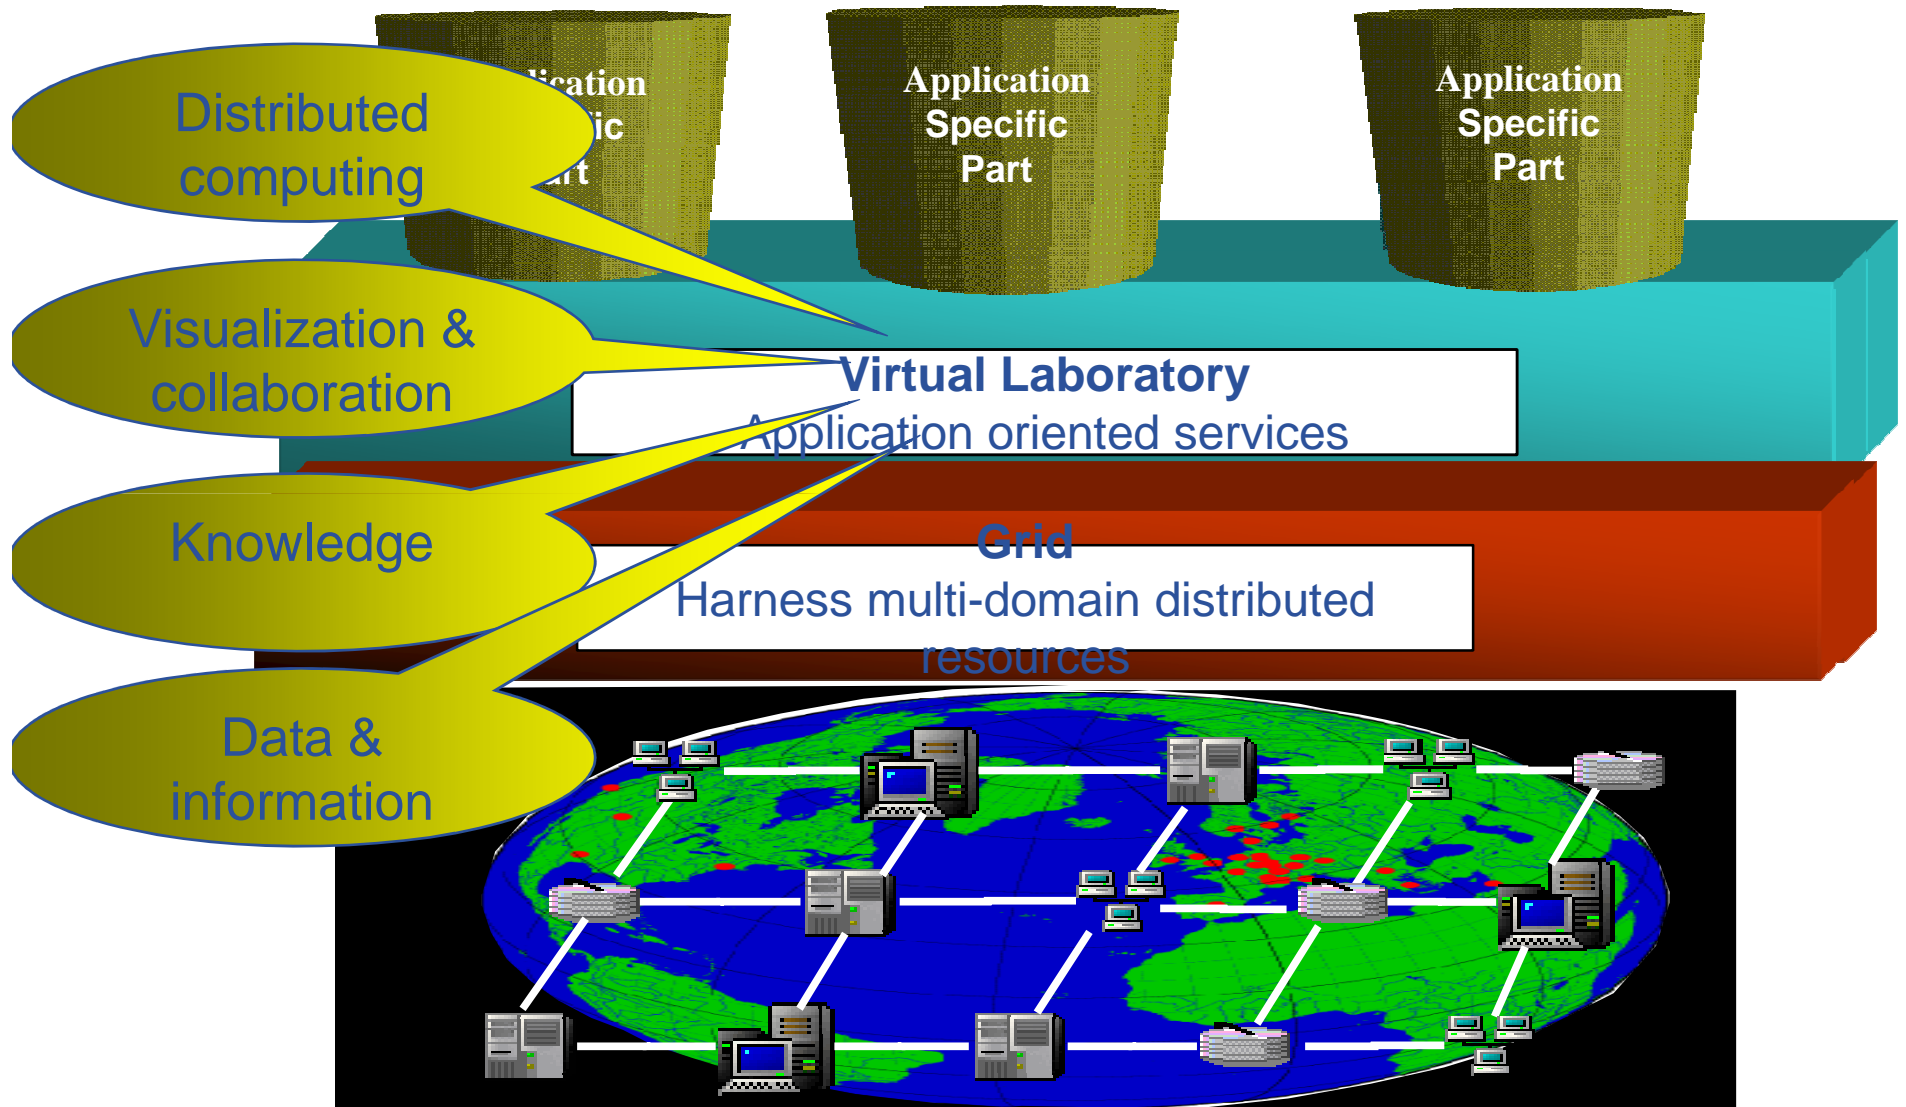 Application
Specific
Part
Application
Specific
Part
Distributed
computing
Visualization &
collaboration
Virtual Laboratory
Application oriented services
Knowledge
Grid
Harness multi-domain distributed
resources
Data &
information